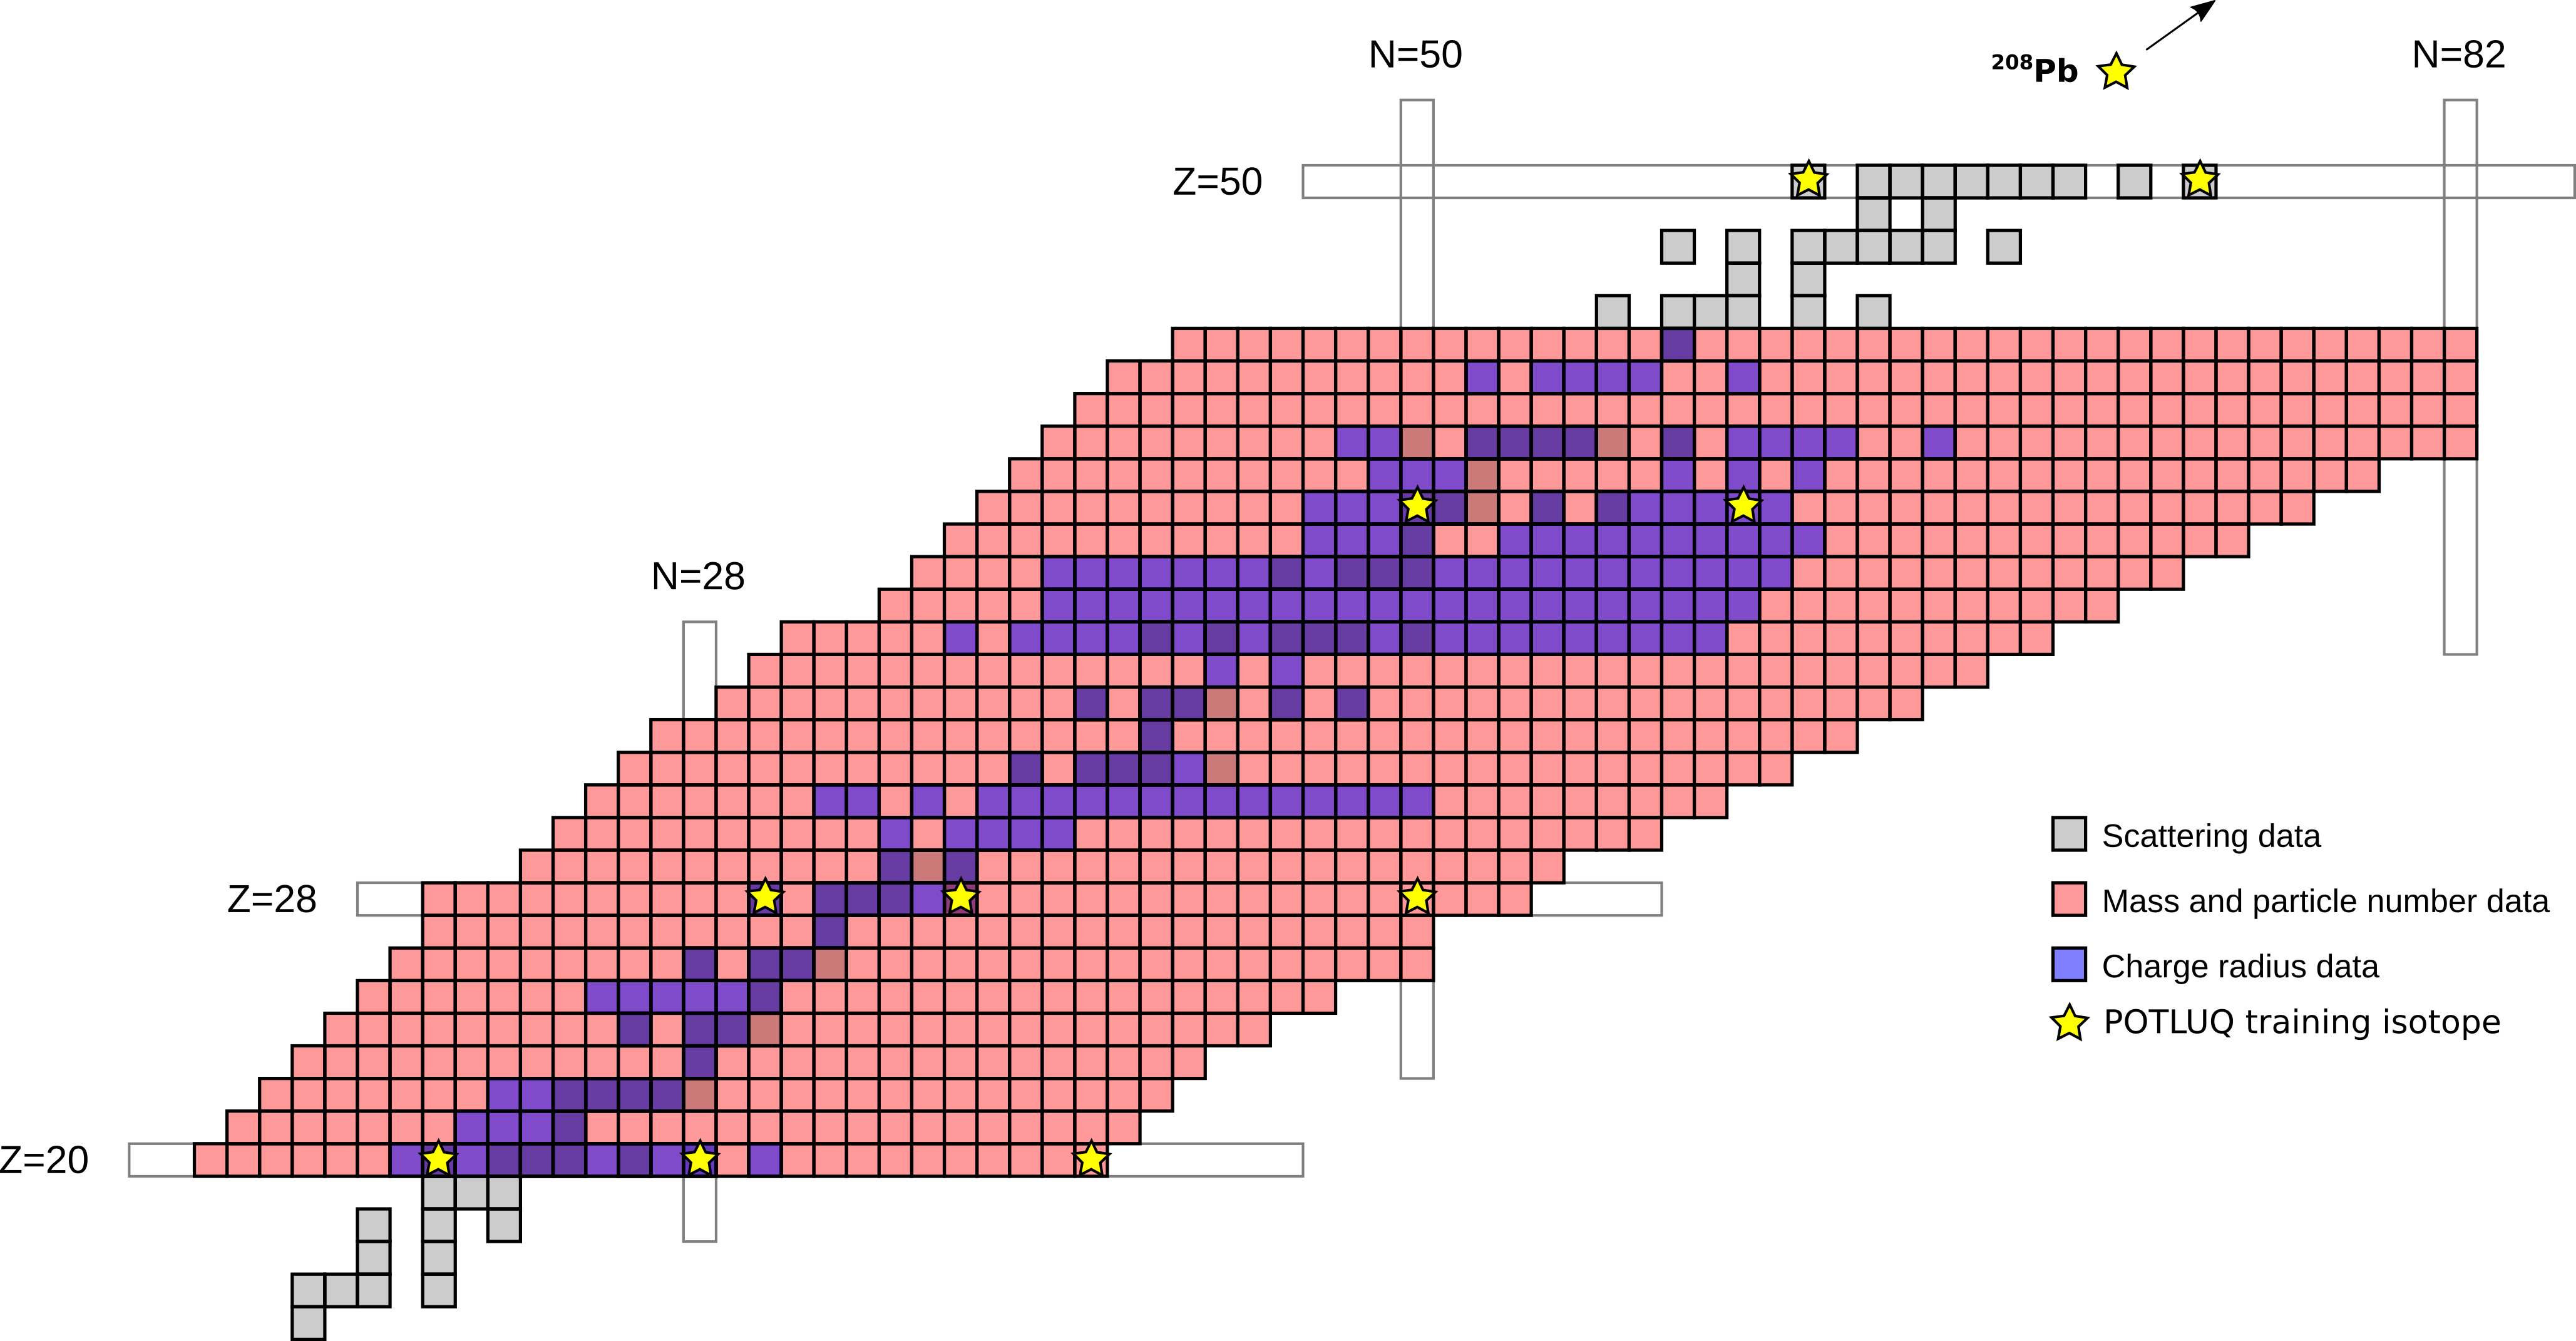 N=50
N=82
²⁰⁸Pb
Z=50
N=28
Scattering data
Z=28
Mass and particle number data
Charge radius data
POTLUQ training isotope
Z=20